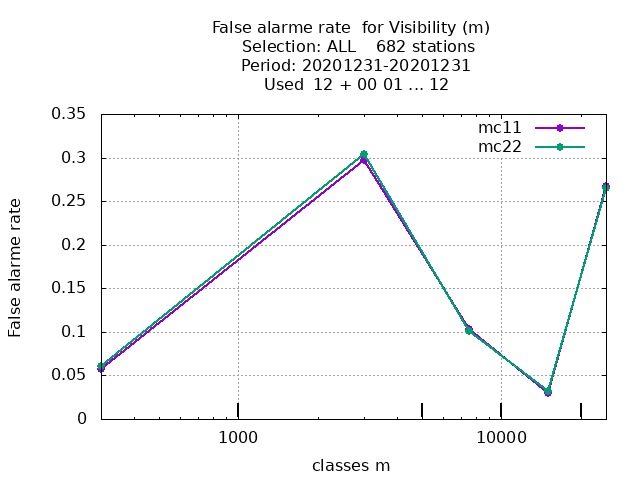 False alarme rate  for Visibility (m)
Selection: ALL    682 stations
Period: 20201231-20201231
Used  12 + 00 01 ... 12
mc11
mc22
False alarme rate
0.35
0.3
0.25
0.2
0.15
0.1
0.05
0
1000
10000
classes m